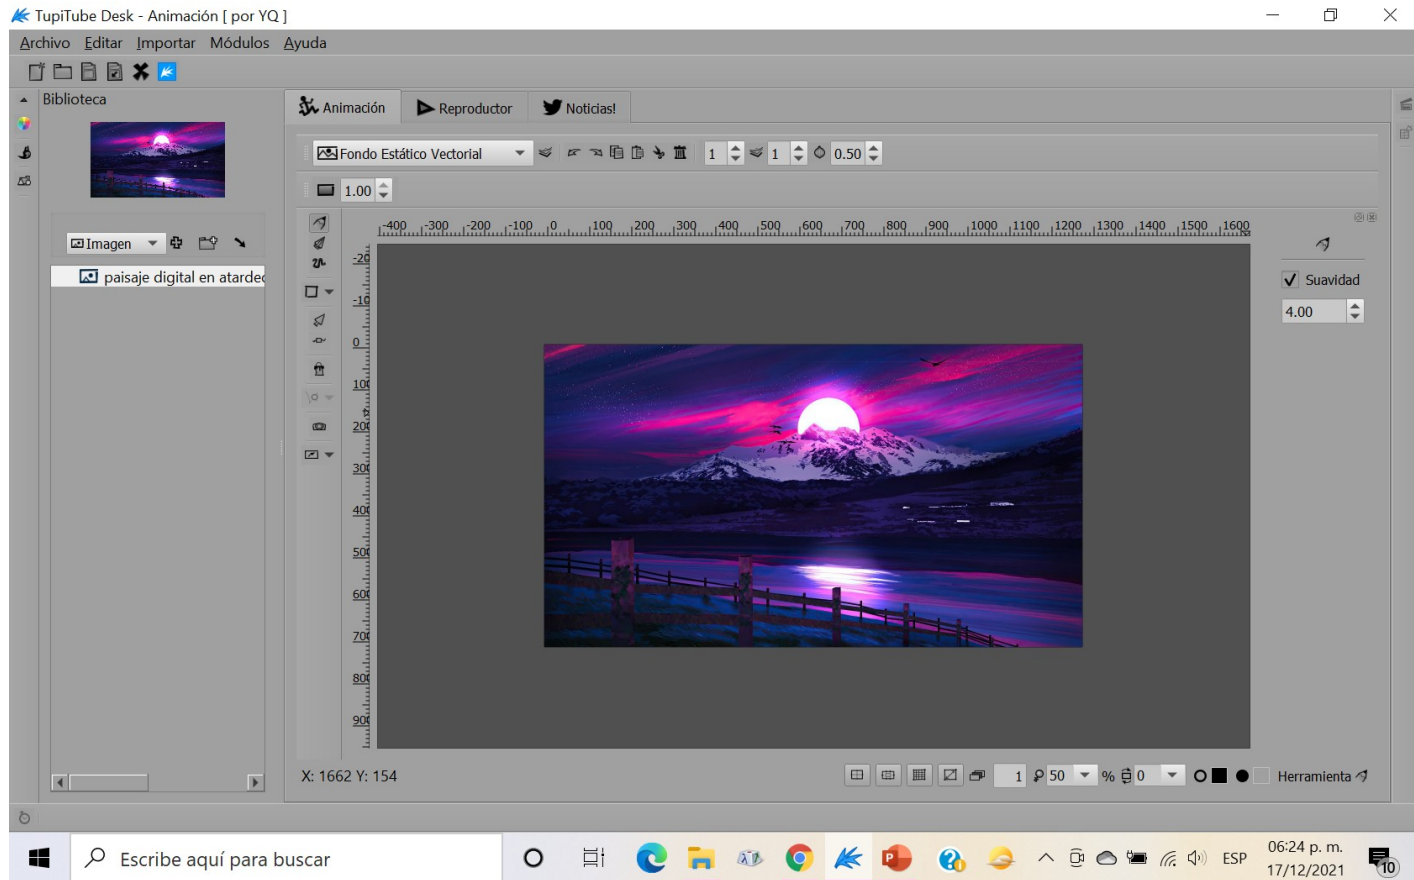 TupiTube Desk - Animación [ por YQ ]
Archivo Editar Importar Módulos Ayuda
Biblioteca
Animación Reproductor Noticias!
Fondo Estático Vectorial 1 1 0.50
1.00
Imagen
paisaje digital en atardec
-400 -300 -200 -100 0 100 200 300 400 500 600 700 800 900 1000 1100 1200 1300 1400 1500 1600
-20
-10
0
100
200
300
400
500
600
700
800
900
Suavidad
4.00
X: 1662 Y: 154
1 50 % 0 Herramienta
Escribe aquí para buscar
ESP
06:24 p. m.
17/12/2021
10